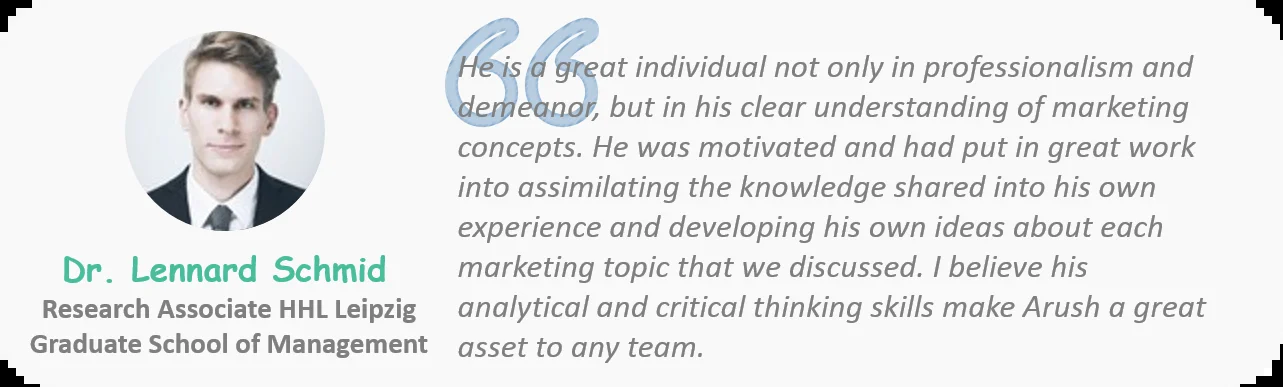 Dr. Lennard Schmid
Research Associate HHL Leipzig
Graduate School of Management
He is a great individual not only in professionalism and
demeanor, but in his clear understanding of marketing
concepts. He was motivated and had put in great work
into assimilating the knowledge shared into his own
experience and developing his own ideas about each
marketing topic that we discussed. I believe his
analytical and critical thinking skills make Arush a great
asset to any team.